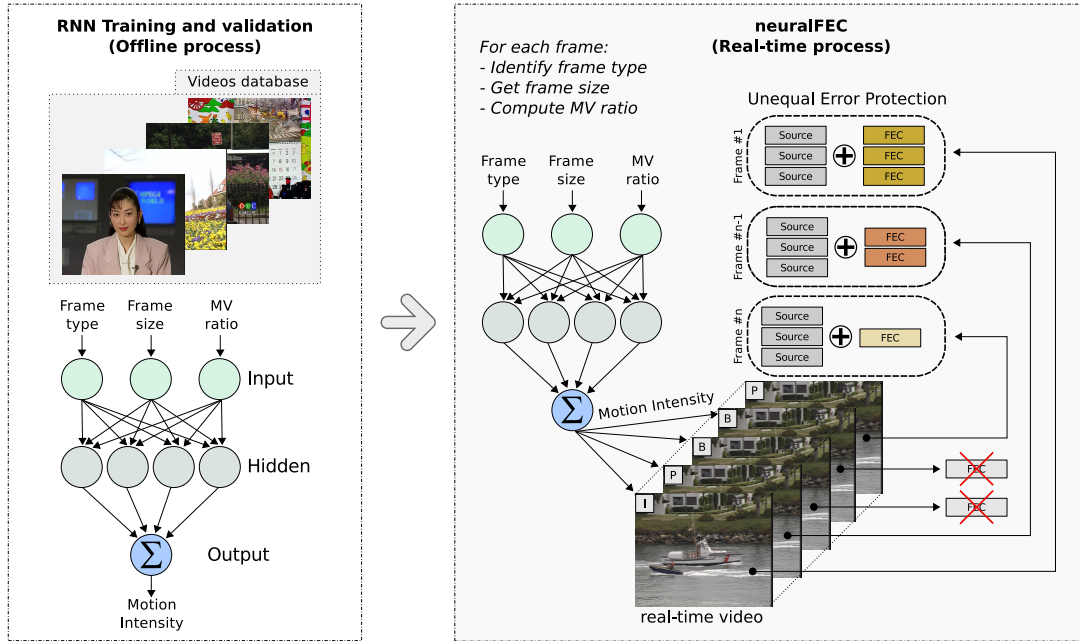 RNN Training and validation
(Offline process)
Videos database
MPEG4
WORLD
Frame
type
Frame
size
MV
ratio
Input
Hidden
Σ
Output
Motion
Intensity
neuralFEC
(Real-time process)
For each frame:
- Identify frame type
- Get frame size
- Compute MV ratio
Frame
type
Frame
size
MV
ratio
Σ
Motion Intensity
Unequal Error Protection
Frame #1
Source
Source
Source
+
FEC
FEC
FEC
Frame #n-1
Source
Source
Source
+
FEC
FEC
Frame #n
Source
Source
Source
+
FEC
P
B
B
P
I
FEC
FEC
real-time video